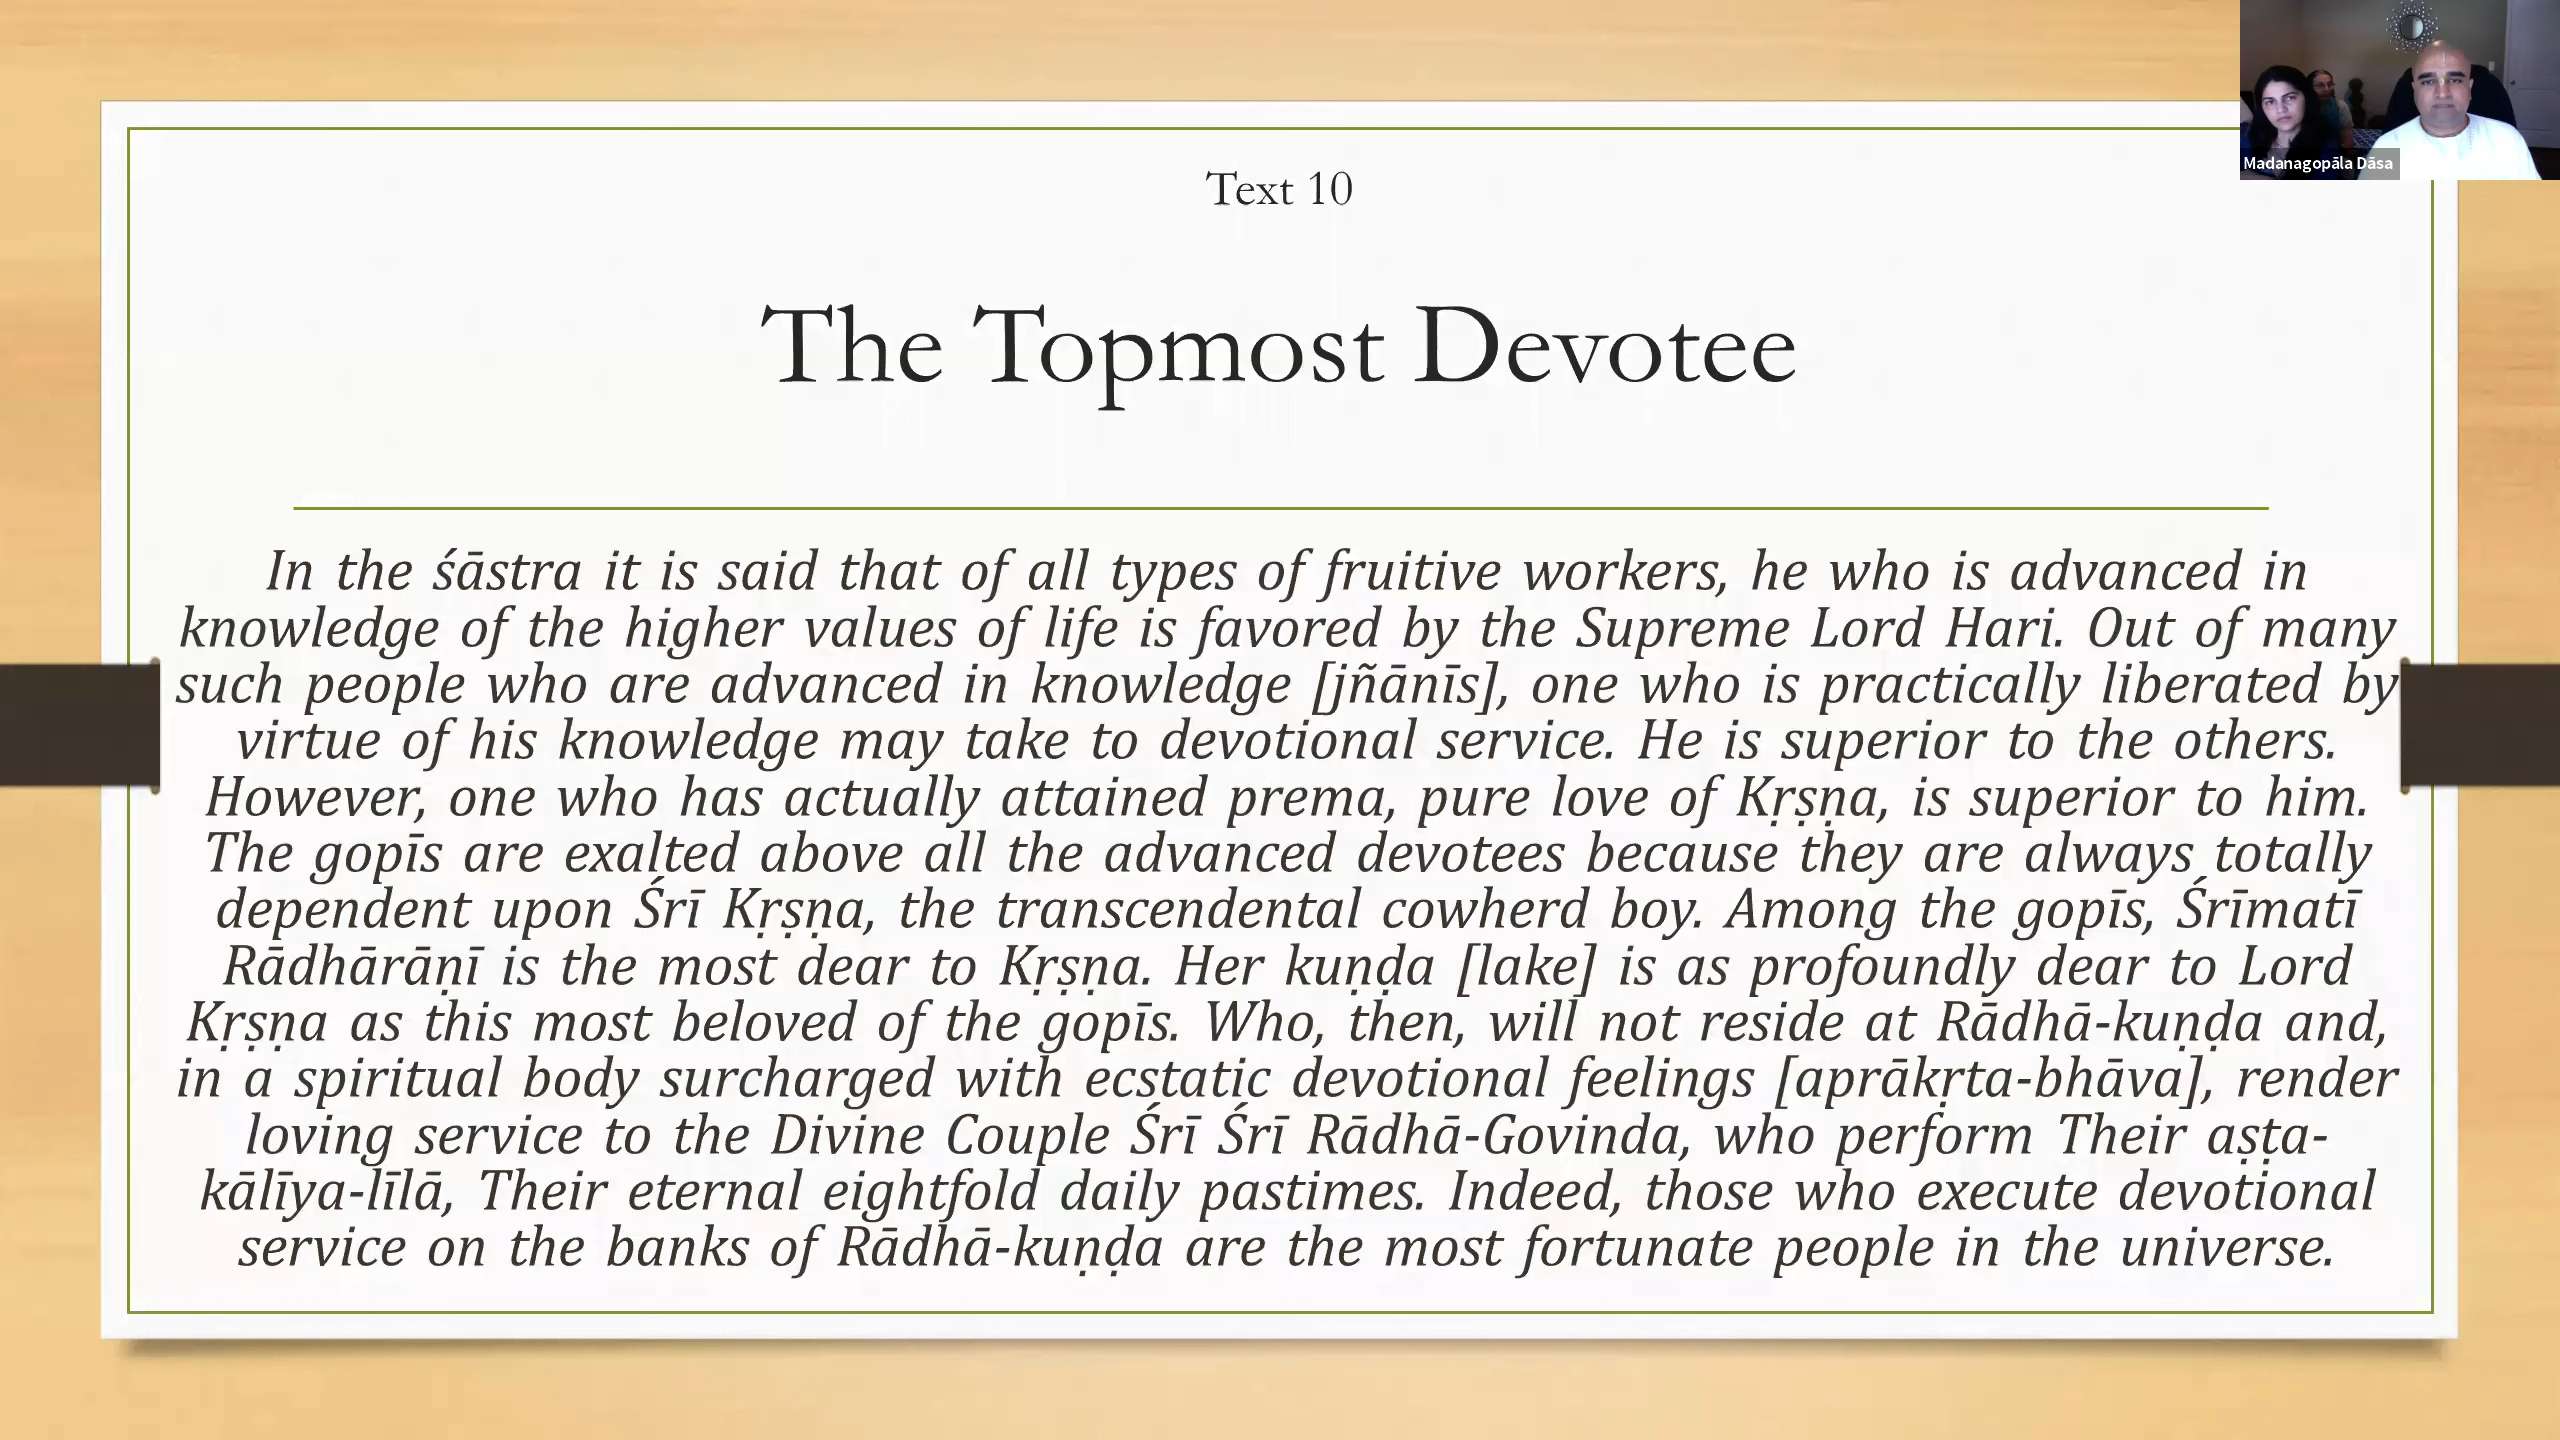 Madanagopāla Dāsa
Text 10
The Topmost Devotee
In the śāstra it is said that of all types of fruitive workers, he who is advanced in
knowledge of the higher values of life is favored by the Supreme Lord Hari. Out of many
such people who are advanced in knowledge [jñānīs], one who is practically liberated by
virtue of his knowledge may take to devotional service. He is superior to the others.
However, one who has actually attained prema, pure love of Kṛṣṇa, is superior to him.
The gopīs are exalted above all the advanced devotees because they are always totally
dependent upon Śrī Kṛṣṇa, the transcendental cowherd boy. Among the gopīs, Śrīmatī
Rādhārāṇī is the most dear to Kṛṣṇa. Her kuṇḍa [lake] is as profoundly dear to Lord
Kṛṣṇa as this most beloved of the gopīs. Who, then, will not reside at Rādhā-kuṇḍa and,
in a spiritual body surcharged with ecstatic devotional feelings [aprākṛta-bhāva], render
loving service to the Divine Couple Śrī Śrī Rādhā-Govinda, who perform Their aṣṭa-
kālīya-līlā, Their eternal eightfold daily pastimes. Indeed, those who execute devotional
service on the banks of Rādhā-kuṇḍa are the most fortunate people in the universe.